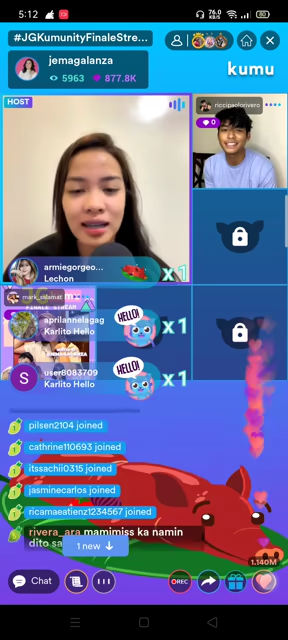 5:12
76.0
KB/S
80
#JGKumunityFinaleStre...
jemagalanza
5963 877.8K
kumu
HOST
riccipaolorivero
0
armiegorgeo...
Lechon
x1
mark_salamat
aprilannelagag
Karlito Hello
HELLO!
x1
user8083709
Karlito Hello
HELLO!
x1
S
pilsen2104 joined
cathrine110693 joined
itssachii0315 joined
jasminecarlos joined
ricamaeatienz1234567 joined
rivera_ara mamimiss ka namin
dito sa
1 new ↓
1.140M
Chat
REC